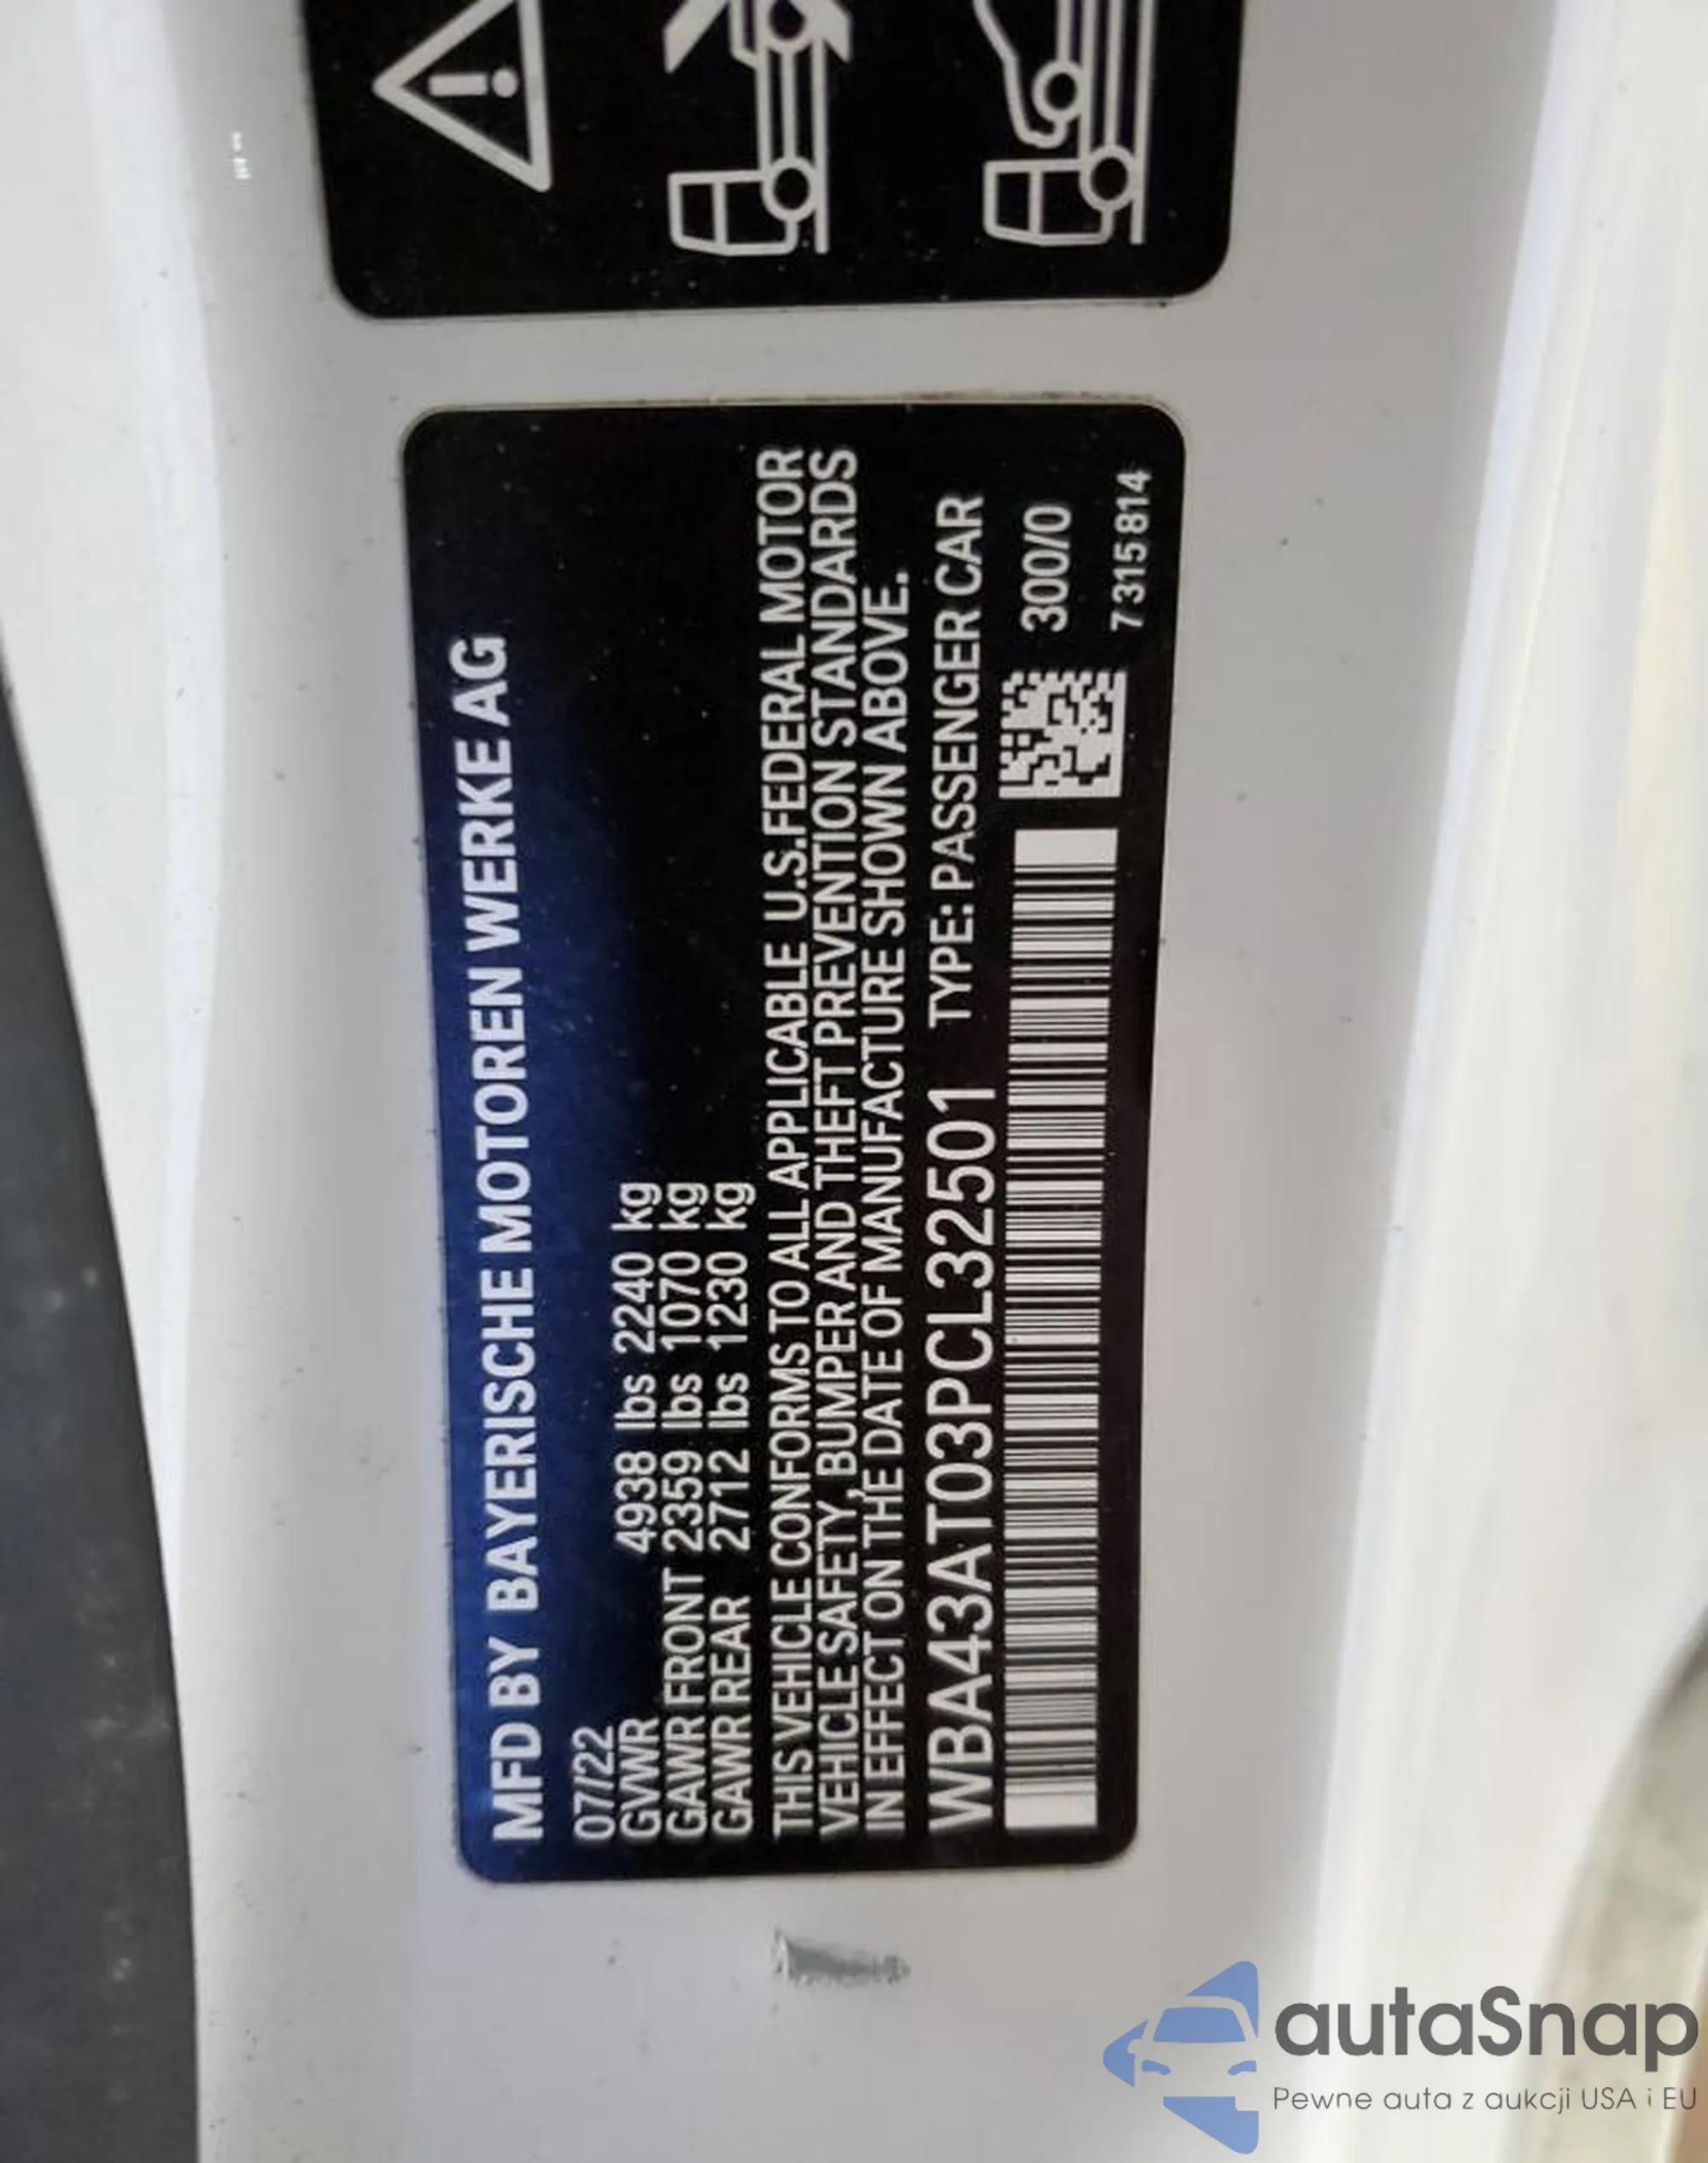 MFD BY BAYERISCHE MOTOREN WERKE AG
07/22
GVWR 4938 lbs 2240 kg
GAWR FRONT 2359 lbs 1070 kg
GAWR REAR 2712 lbs 1230 kg
THIS VEHICLE CONFORMS TO ALL APPLICABLE U.S.FEDERAL MOTOR
VEHICLE SAFETY, BUMPER AND THEFT PREVENTION STANDARDS
IN EFFECT ON THE DATE OF MANUFACTURE SHOWN ABOVE.
WBA43AT03PCL32501 TYPE: PASSENGER CAR
300/0
7315814
autaSnap
Pewne auta z aukcji USA i EU